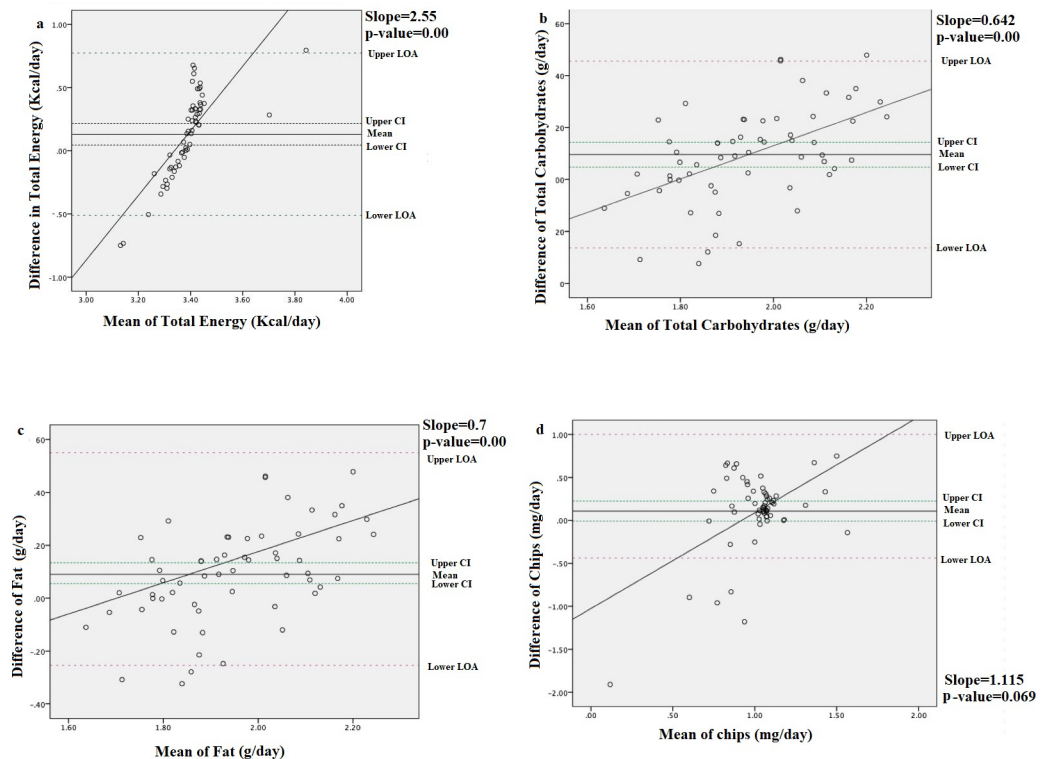 a
Slope=2.55
p-value=0.00
Difference in Total Energy (Kcal/day)
1.00
.50
.00
-.50
-1.00
Upper LOA
Upper CI
Mean
Lower CI
Lower LOA
3.00 3.20 3.40 3.60 3.80 4.00
Mean of Total Energy (Kcal/day)
b
Slope=0.642
p-value=0.00
Difference of Total Carbohydrates (g/day)
60
40
20
00
20
0
Upper LOA
Upper CI
Mean
Lower CI
Lower LOA
1.60 1.80 2.00 2.20
Mean of Total Carbohydrates (g/day)
c
Slope=0.7
p-value=0.00
Difference of Fat (g/day)
.60
.40
.20
.00
-.20
-.40
Upper LOA
Upper CI
Mean
Lower CI
Lower LOA
1.60 1.80 2.00 2.20
Mean of Fat (g/day)
d
Difference of Chips (mg/day)
1.00
.50
.00
-.50
-1.00
-2.00
Upper LOA
Upper CI
Mean
Lower CI
Lower LOA
Slope=1.115
p-value=0.069
.00 .50 1.00 1.50 2.00
Mean of chips (mg/day)